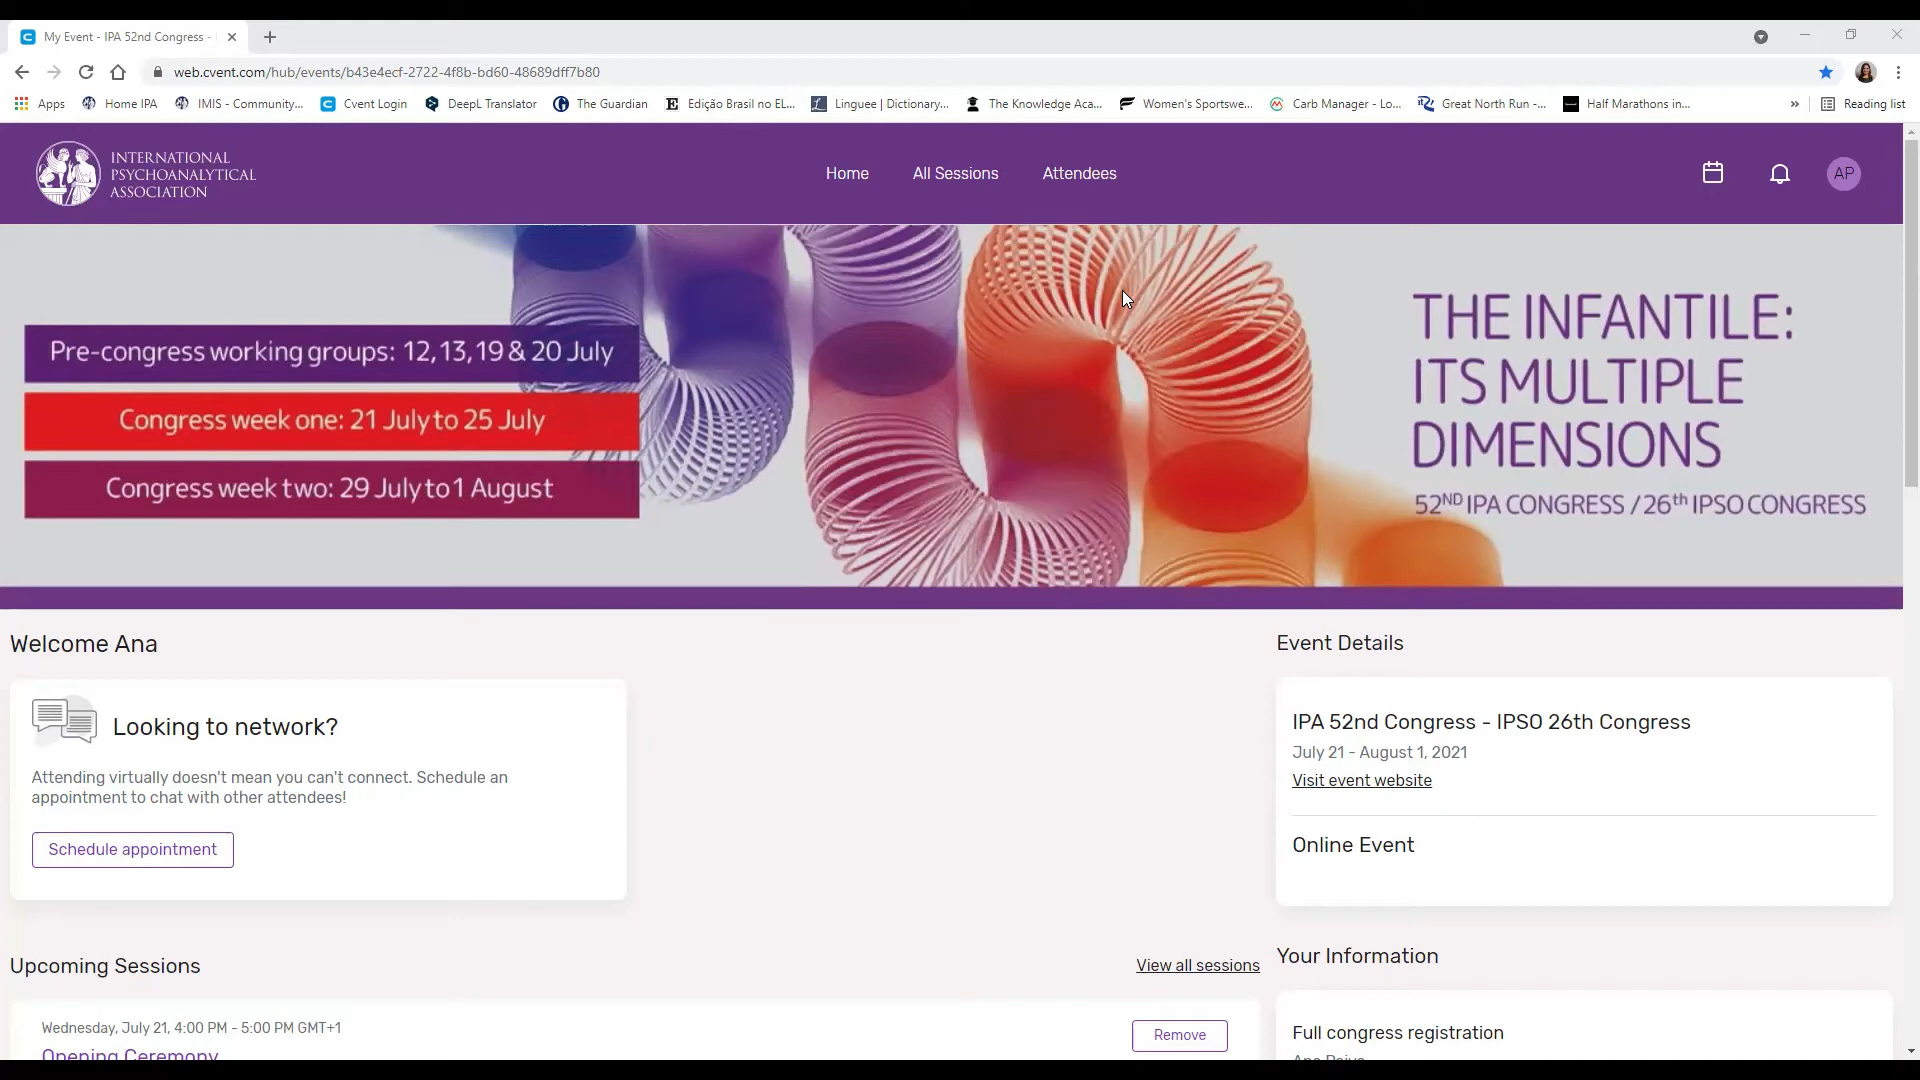 My Event - IPA 52nd Congress -
web.cvent.com/hub/events/b43e4ecf-2722-4f8b-bd60-48689dff7b80
Apps Home IPA IMIS - Community... Cvent Login DeepL Translator The Guardian Edição Brasil no EL... Linguee | Dictionary... The Knowledge Aca... Women's Sportswe... Carb Manager - Lo... Great North Run -... Half Marathons in... » Reading list
INTERNATIONAL
PSYCHOANALYTICAL
ASSOCIATION
Home All Sessions Attendees
AP
Pre-congress working groups: 12,13,19 & 20 July
Congress week one: 21 July to 25 July
Congress week two: 29 July to 1 August
THE INFANTILE:
ITS MULTIPLE
DIMENSIONS
52ND IPA CONGRESS / 26th IPSO CONGRESS
Welcome Ana
Looking to network?
Attending virtually doesn't mean you can't connect. Schedule an
appointment to chat with other attendees!
Schedule appointment
Event Details
IPA 52nd Congress - IPSO 26th Congress
July 21 - August 1, 2021
Visit event website
Online Event
Upcoming Sessions
View all sessions
Wednesday, July 21, 4:00 PM - 5:00 PM GMT+1
Opening Ceremony
Remove
Your Information
Full congress registration